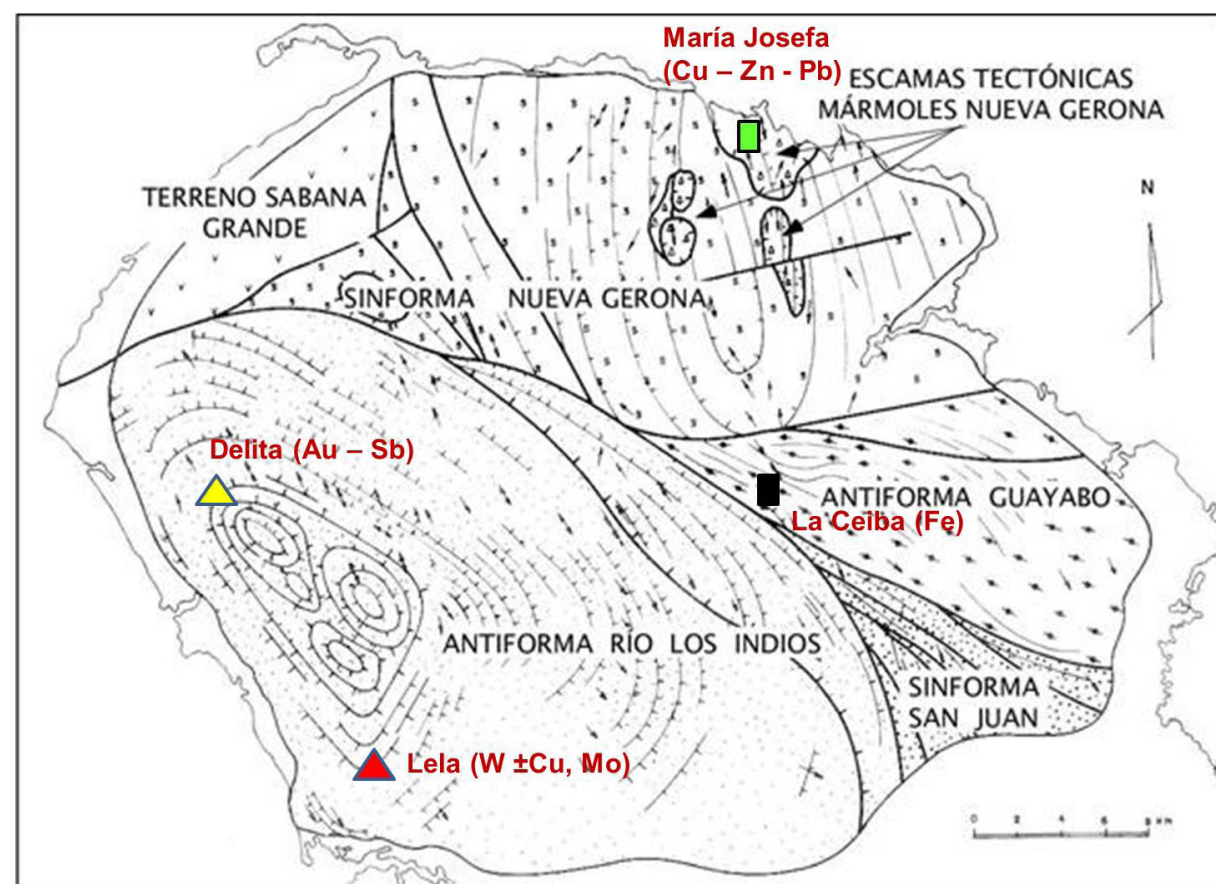 María Josefa
(Cu – Zn - Pb)
ESCAMAS TECTÓNICAS
MÁRMOLES NUEVA GERONA
TERRENO SABANA
GRANDE
N
SINFORMA NUEVA GERONA
Delita (Au – Sb)
ANTIFORMA GUAYABO
La Ceiba (Fe)
ANTIFORMA RÍO LOS INDIOS
SINFORMA
SAN JUAN
Lela (W ±Cu, Mo)
0 2 4 6 8 Km